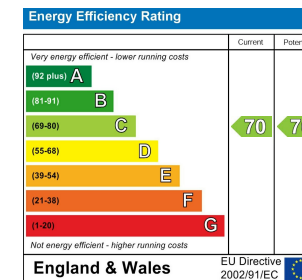 Energy Efficiency Rating
Current
Very energy efficient - lower running costs
(92 plus) A
(81-91) B
(69-80) C 70
(55-68) D
(39-54) E
(21-38) F
(1-20) G
Not energy efficient - higher running costs
England & Wales
EU Directive
2002/91/EC